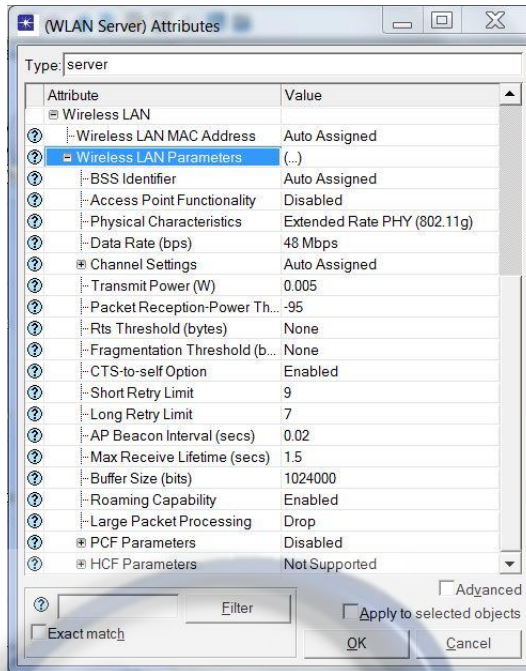 (WLAN Server) Attributes
Type: server
Attribute Value
Wireless LAN
Wireless LAN MAC Address Auto Assigned
Wireless LAN Parameters (...)
BSS Identifier Auto Assigned
Access Point Functionality Disabled
Physical Characteristics Extended Rate PHY (802.11g)
Data Rate (bps) 48 Mbps
Channel Settings Auto Assigned
Transmit Power (W) 0.005
Packet Reception-Power Th... -95
Rts Threshold (bytes) None
Fragmentation Threshold (b... None
CTS-to-self Option Enabled
Short Retry Limit 9
Long Retry Limit 7
AP Beacon Interval (secs) 0.02
Max Receive Lifetime (secs) 1.5
Buffer Size (bits) 1024000
Roaming Capability Enabled
Large Packet Processing Drop
PCF Parameters Disabled
HCF Parameters Not Supported
Advanced
Filter
Apply to selected objects
Exact match
OK Cancel